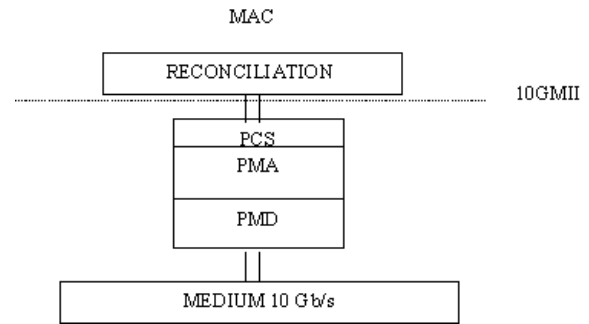 MAC
RECONCILIATION
10GMII
PCS
PMA
PMD
MEDIUM 10 Gb/s